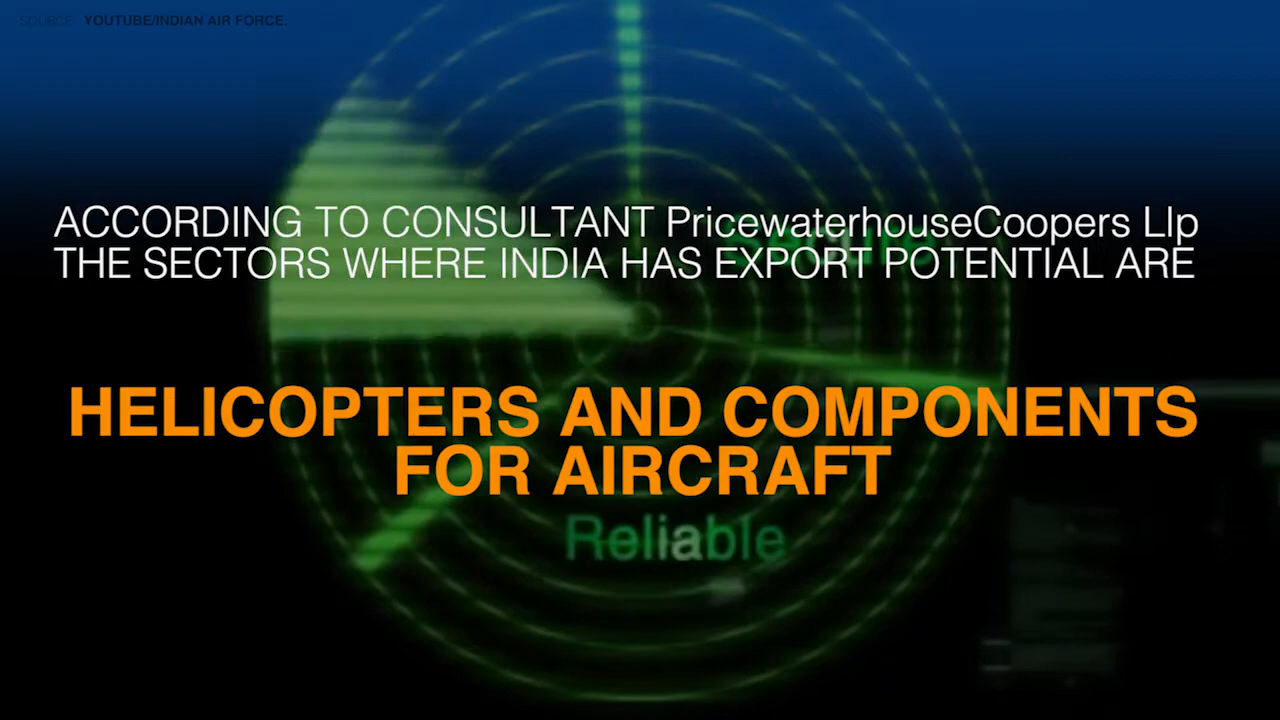 SOURCE YOUTUBE/INDIAN AIR FORCE.
ACCORDING TO CONSULTANT PricewaterhouseCoopers Llp
THE SECTORS WHERE INDIA HAS EXPORT POTENTIAL ARE
HELICOPTERS AND COMPONENTS
FOR AIRCRAFT
Reliable